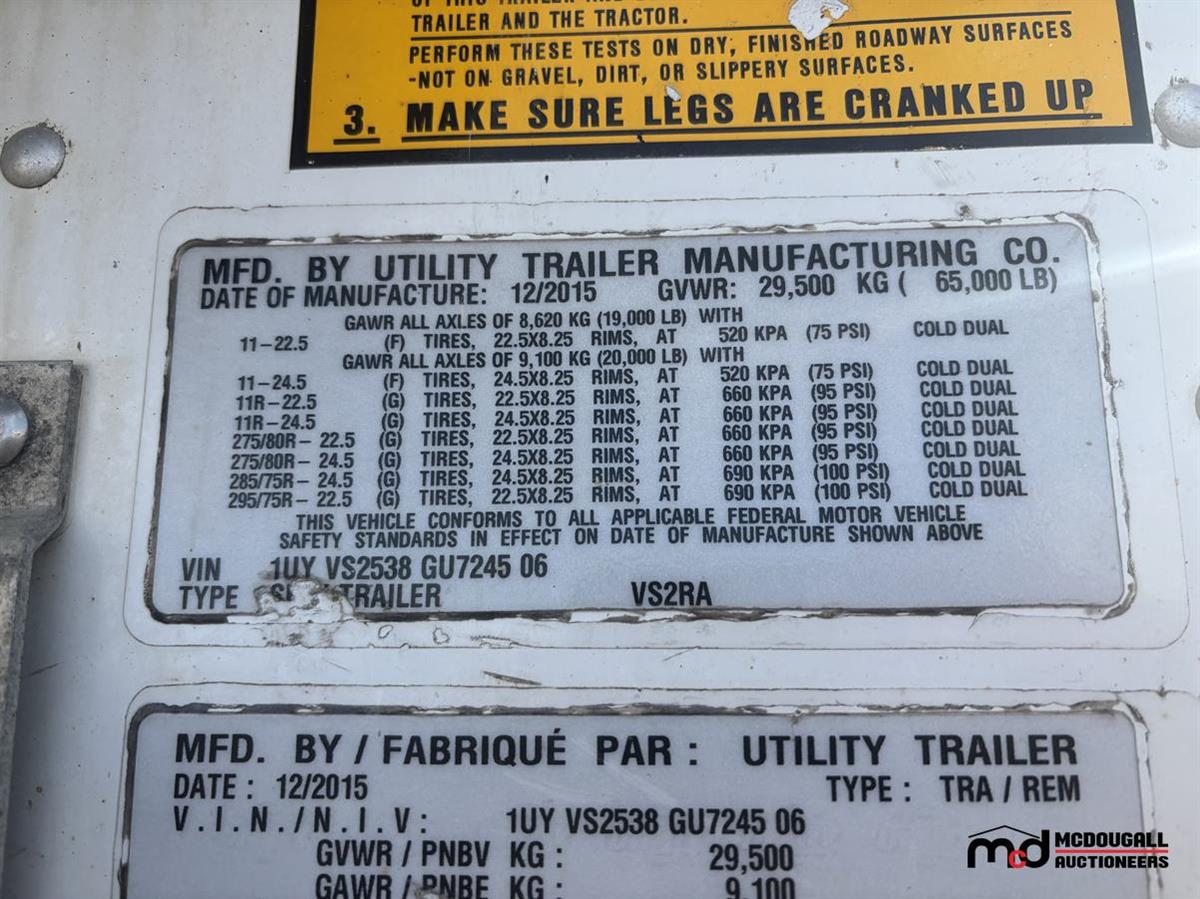 TRAILER AND THE TRACTOR.
PERFORM THESE TESTS ON DRY, FINISHED ROADWAY SURFACES
-NOT ON GRAVEL, DIRT, OR SLIPPERY SURFACES.
3. MAKE SURE LEGS ARE CRANKED UP
MFD. BY UTILITY TRAILER MANUFACTURING CO.
DATE OF MANUFACTURE: 12/2015 GVWR: 29,500 KG ( 65,000 LB)
GAWR ALL AXLES OF 8,620 KG (19,000 LB) WITH
11-22.5 (F) TIRES, 22.5X8.25 RIMS, AT 520 KPA (75 PSI) COLD DUAL
GAWR ALL AXLES OF 9,100 KG (20,000 LB) WITH
11-24.5 (F) TIRES, 24.5X8.25 RIMS, AT 520 KPA (75 PSI) COLD DUAL
11R-22.5 (G) TIRES, 22.5X8.25 RIMS, AT 660 KPA (95 PSI) COLD DUAL
11R-24.5 (G) TIRES, 24.5X8.25 RIMS, AT 660 KPA (95 PSI) COLD DUAL
275/80R- 22.5 (G) TIRES, 22.5X8.25 RIMS, AT 660 KPA (95 PSI) COLD DUAL
275/80R- 24.5 (G) TIRES, 24.5X8.25 RIMS, AT 660 KPA (95 PSI) COLD DUAL
285/75R- 24.5 (G) TIRES, 24.5X8.25 RIMS, AT 690 KPA (100 PSI) COLD DUAL
295/75R- 22.5 (G) TIRES, 22.5X8.25 RIMS, AT 690 KPA (100 PSI) COLD DUAL
THIS VEHICLE CONFORMS TO ALL APPLICABLE FEDERAL MOTOR VEHICLE
SAFETY STANDARDS IN EFFECT ON DATE OF MANUFACTURE SHOWN ABOVE
VIN 1UY VS2538 GU7245 06
TYPE TRAILER VS2RA
MFD. BY / FABRIQUÉ PAR : UTILITY TRAILER
DATE : 12/2015 TYPE : TRA / REM
V.I.N./N.I.V: 1UY VS2538 GU7245 06
GVWR / PNBV KG : 29,500
GAWR / PNBE KG : 9,100
mcd MCDOUGALL
AUCTIONEERS